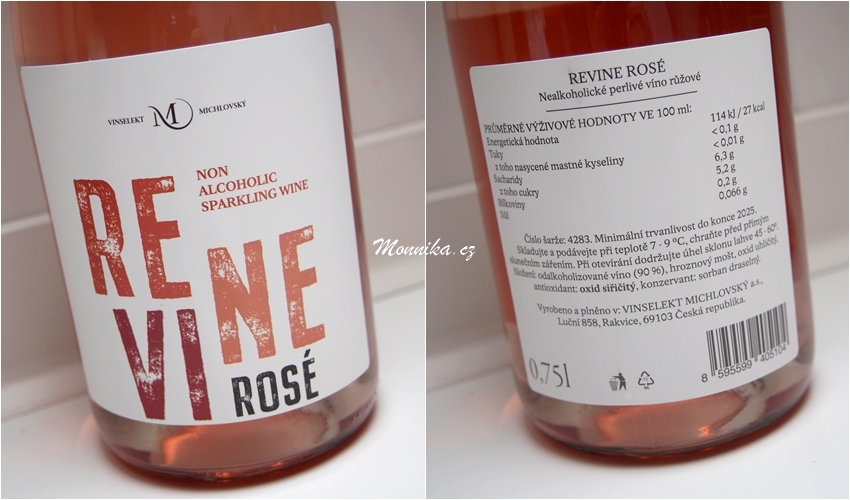 VINSELEKT M MICHLOVSKÝ
RE
VINE
NON
ALCOHOLIC
SPARKLING WINE
ROSÉ
Monnika.cz
REVINE ROSÉ
Nealkoholické perlivé víno růžové
PRŮMĚRNÉ VÝŽIVOVÉ HODNOTY VE 100 ml:
Energetická hodnota 114 kJ / 27 kcal
Tuky < 0,1 g
z toho nasycené mastné kyseliny < 0,01 g
Sacharidy 6,3 g
z toho cukry 5,2 g
Bílkoviny 0,2 g
Sůl 0,066 g
Číslo šarže: 4283. Minimální trvanlivost do konce 2025.
Skladujte a podávejte při teplotě 7 - 9 °C, chraňte před přímým
slunečním zářením. Při otevírání dodržujte úhel sklonu lahve 45 - 60°.
Složení: odalkoholizované víno (90 %), hroznový mošt, oxid uhličitý,
antioxidant: oxid siřičitý, konzervant: sorban draselný.
Vyrobeno a plněno v: VINSELEKT MICHLOVSKÝ a.s.,
Luční 858, Rakvice, 69103 Česká republika.
0,75l
8 595599 405104